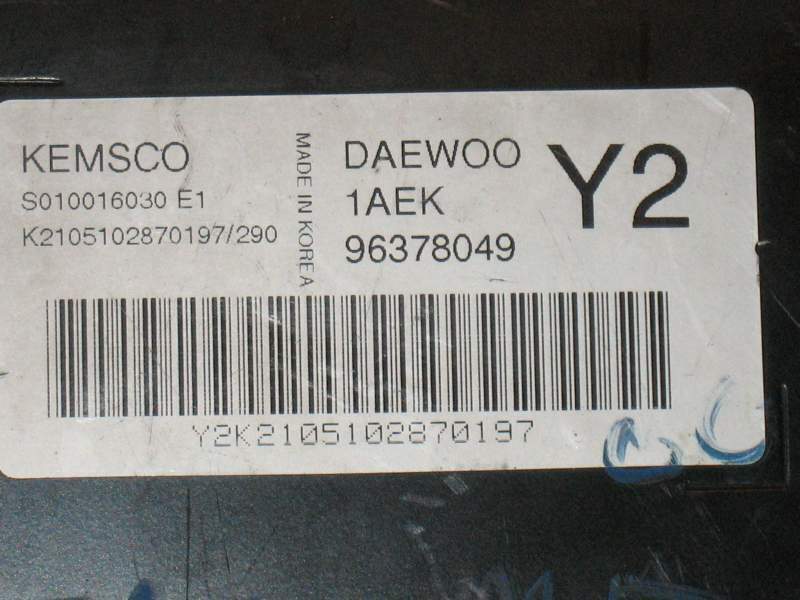 KEMSCO
S010016030 E1
K2105102870197/290
MADE IN KOREA
DAEWOO
1AEK
96378049
Y2
Y2K2105102870197